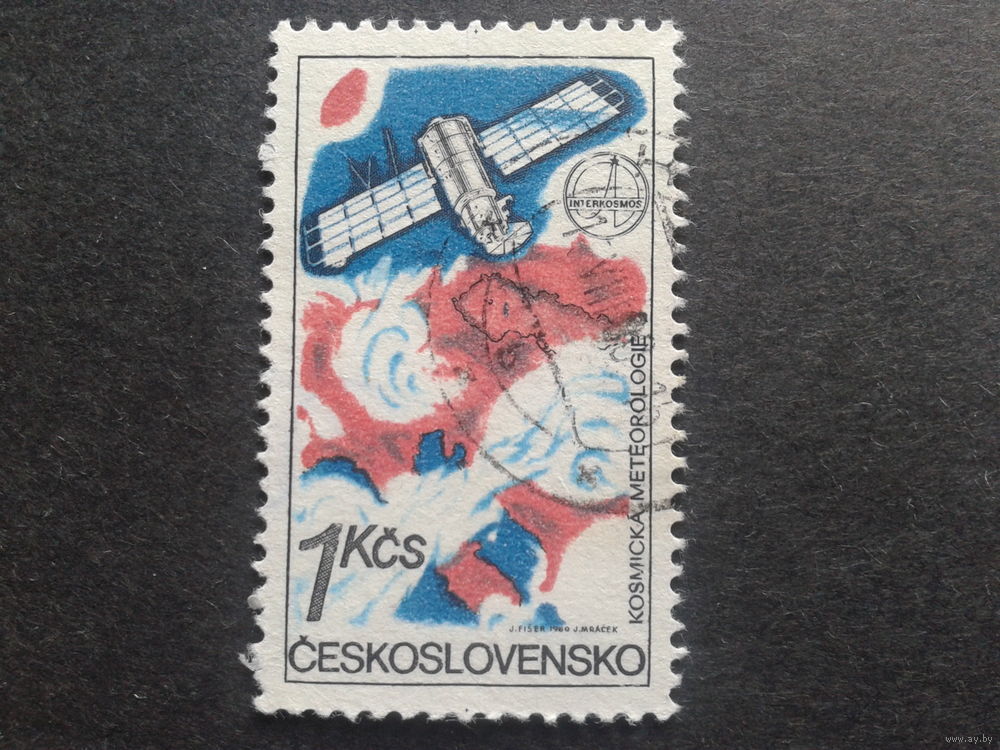 INTERKOSMOS
KOSMICKÁ METEOROLOGIE
1 Kčs
J. FIŠER 1980 J. MRÁČEK
ČESKOSLOVENSKO
www.ay.by